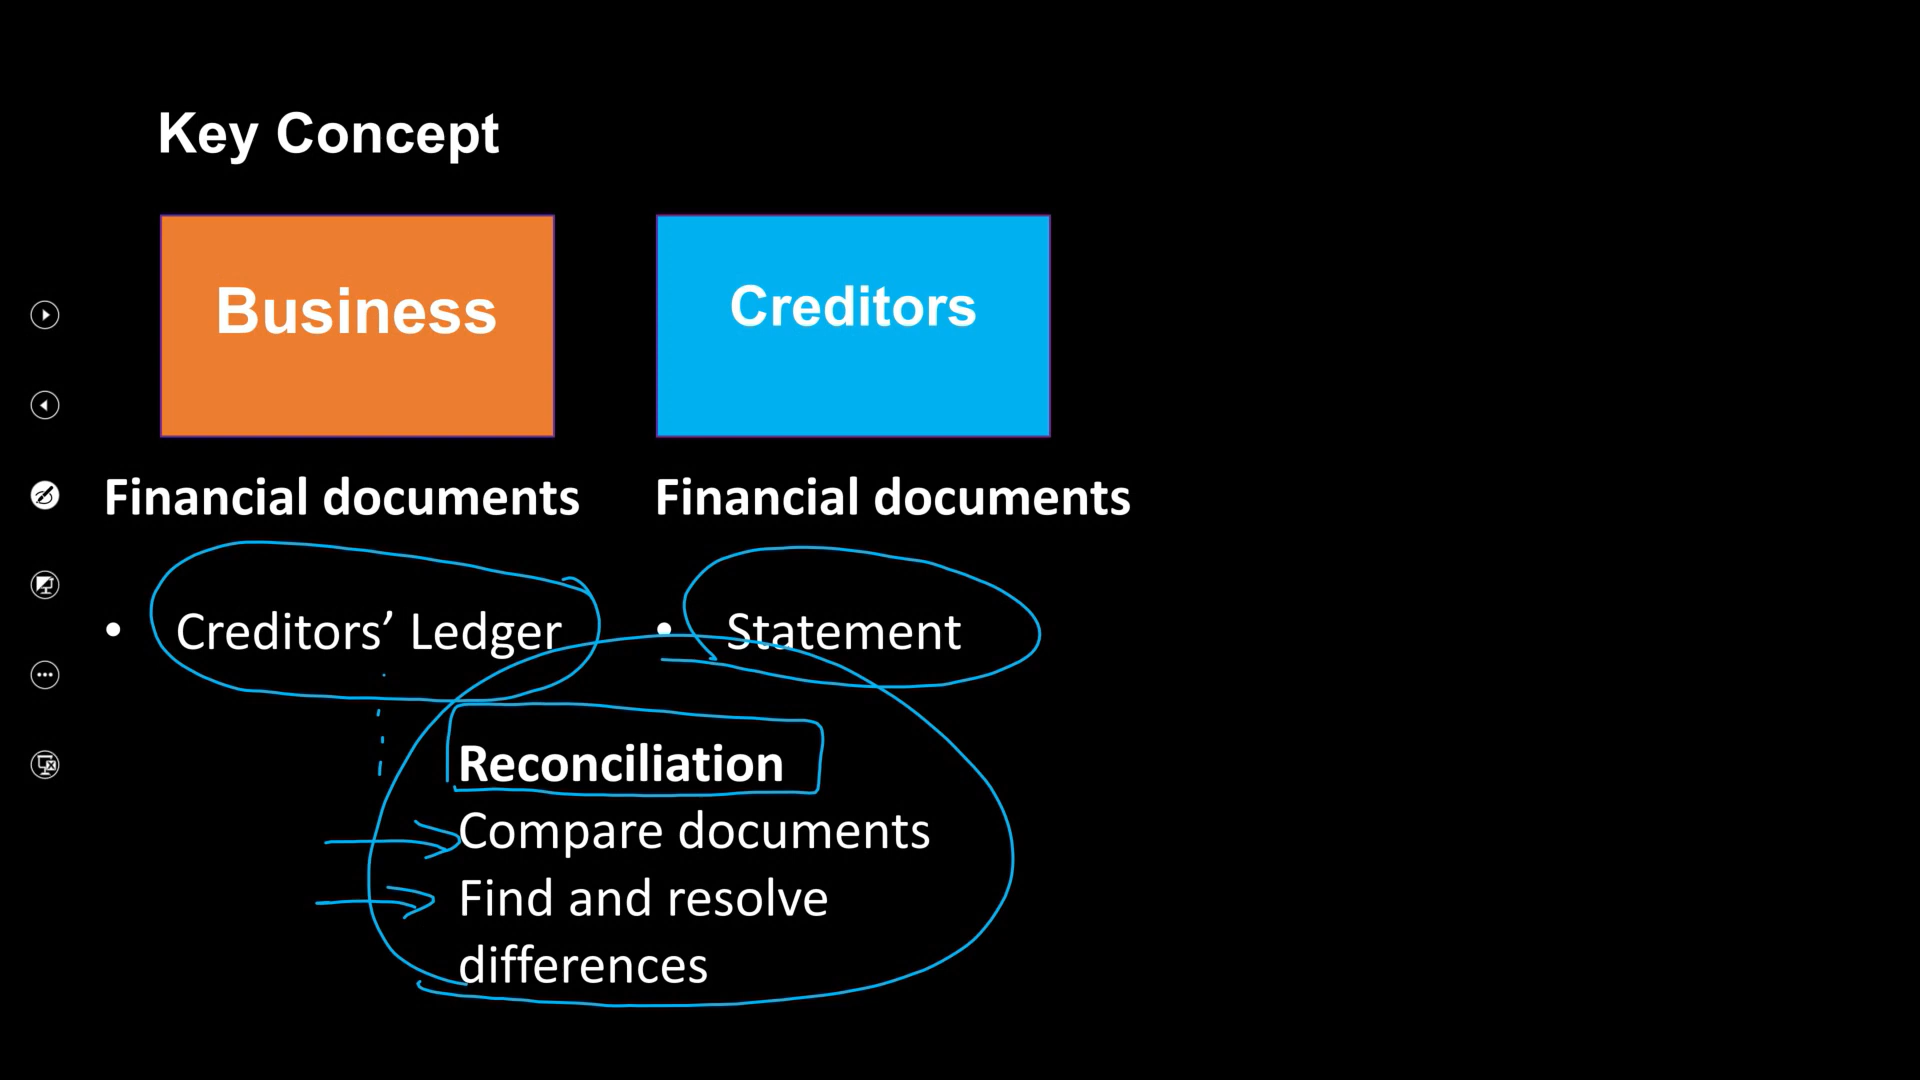 Key Concept
Business
Creditors
Financial documents
Financial documents
• Creditors’ Ledger
• Statement
Reconciliation
Compare documents
Find and resolve
differences